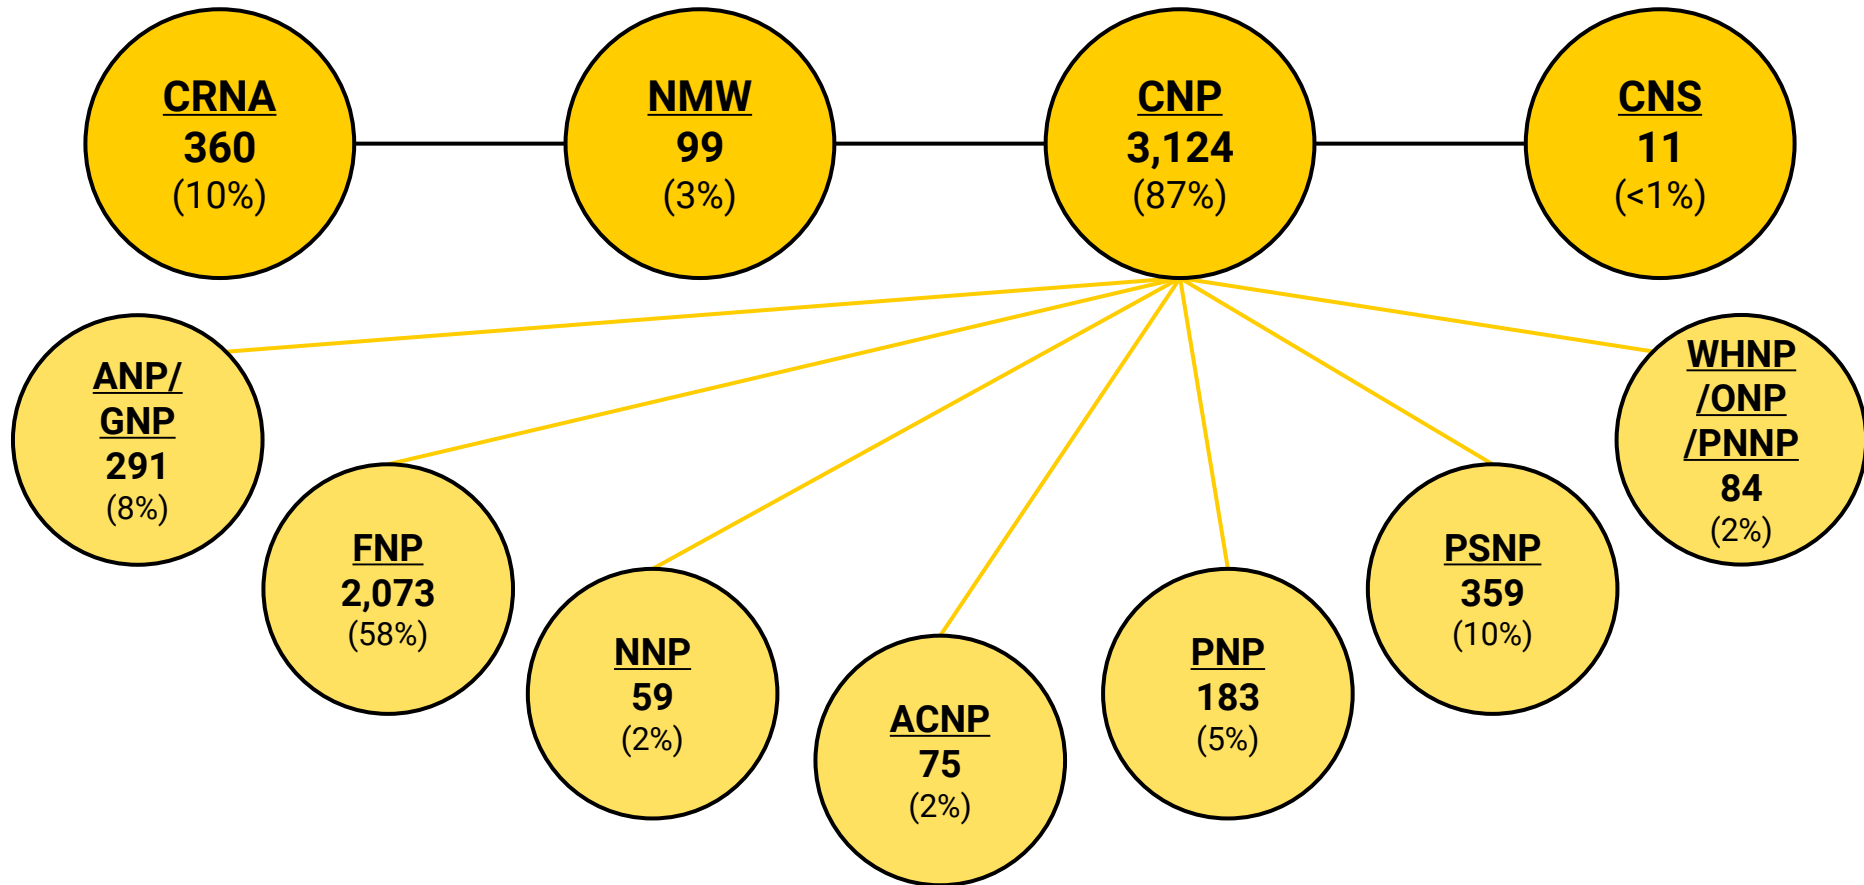 CRNA
360
(10%)
NMW
99
(3%)
CNP
3,124
(87%)
CNS
11
(<1%)
ANP/
GNP
291
(8%)
FNP
2,073
(58%)
NNP
59
(2%)
ACNP
75
(2%)
PNP
183
(5%)
PSNP
359
(10%)
WHNP
/ONP
/PNNP
84
(2%)